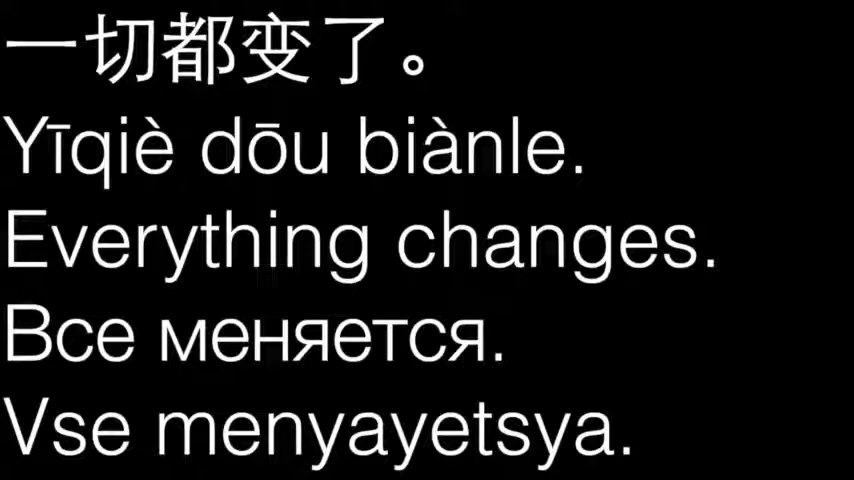 一切都变了。
Yīqiè dōu biànle.
Everything changes.
Все меняется.
Vse menyayetsya.